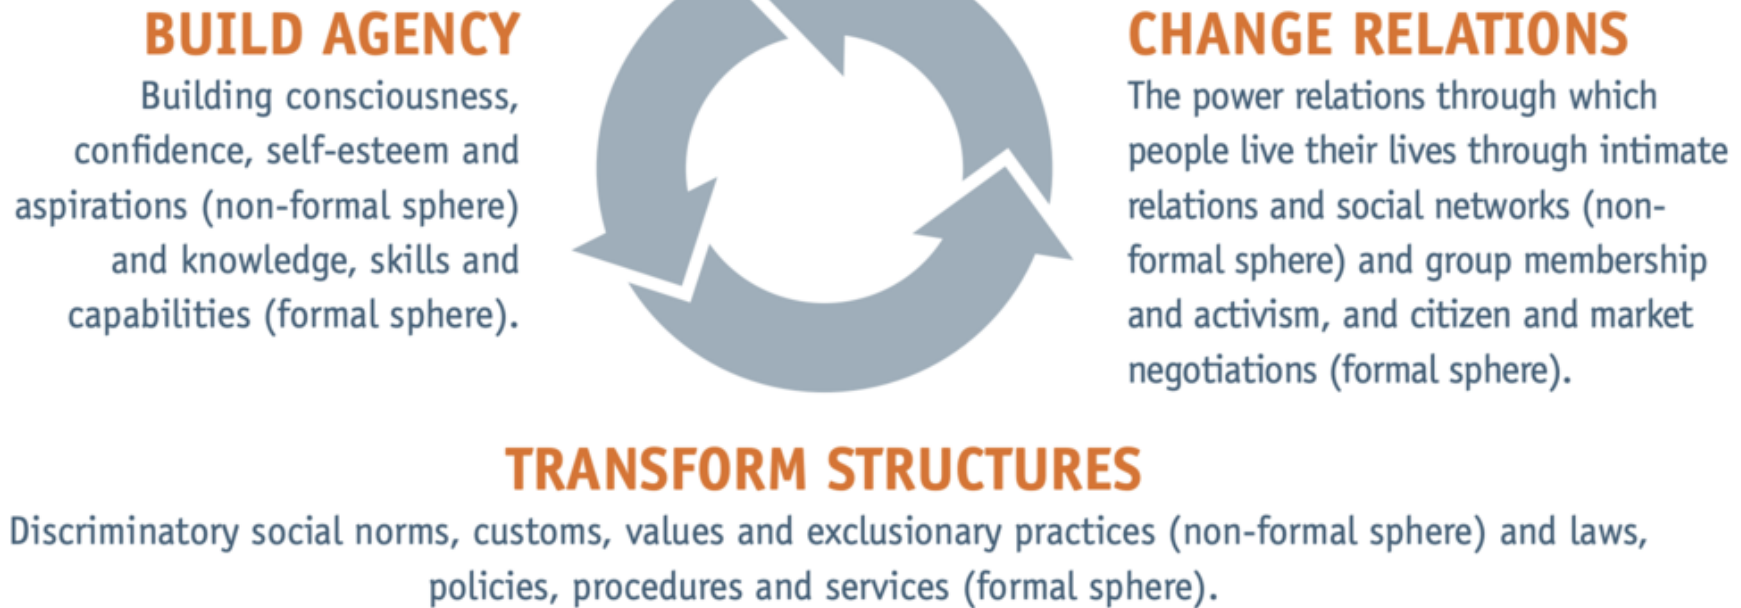 BUILD AGENCY
Building consciousness,
confidence, self-esteem and
aspirations (non-formal sphere)
and knowledge, skills and
capabilities (formal sphere).
CHANGE RELATIONS
The power relations through which
people live their lives through intimate
relations and social networks (non-
formal sphere) and group membership
and activism, and citizen and market
negotiations (formal sphere).
TRANSFORM STRUCTURES
Discriminatory social norms, customs, values and exclusionary practices (non-formal sphere) and laws,
policies, procedures and services (formal sphere).